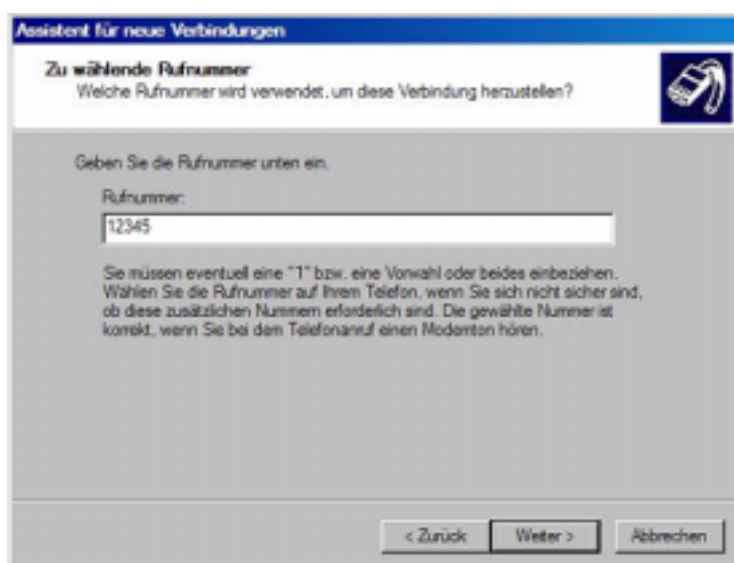 Assistent für neue Verbindungen
Zu wählende Rufnummer
Welche Rufnummer wird verwendet, um diese Verbindung herzustellen?
Geben Sie die Rufnummer unten ein.
Rufnummer:
12345
Sie müssen eventuell eine "1" bzw. eine Vorwahl oder beides einbeziehen.
Wählen Sie die Rufnummer auf Ihrem Telefon, wenn Sie sich nicht sicher sind,
ob diese zusätzlichen Nummern erforderlich sind. Die gewählte Nummer ist
korrekt, wenn Sie bei dem Telefonanruf einen Modemton hören.
< Zurück Weiter > Abbrechen